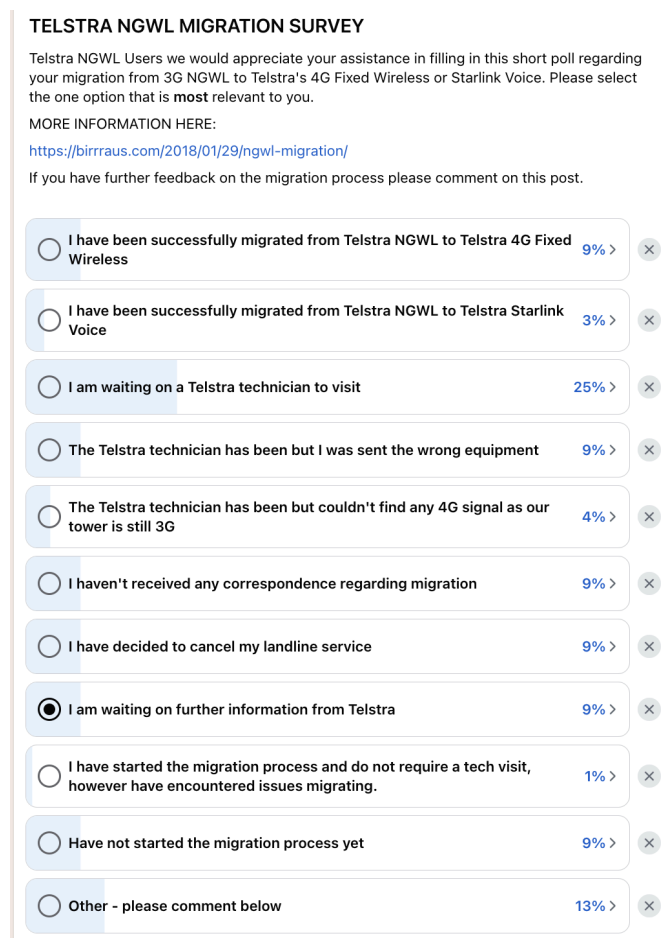 TELSTRA NGWL MIGRATION SURVEY
Telstra NGWL Users we would appreciate your assistance in filling in this short poll regarding
your migration from 3G NGWL to Telstra's 4G Fixed Wireless or Starlink Voice. Please select
the one option that is most relevant to you.
MORE INFORMATION HERE:
https://birrraus.com/2018/01/29/ngwl-migration/
If you have further feedback on the migration process please comment on this post.
I have been successfully migrated from Telstra NGWL to Telstra 4G Fixed
Wireless
9%
I have been successfully migrated from Telstra NGWL to Telstra Starlink
Voice
3%
I am waiting on a Telstra technician to visit
25%
The Telstra technician has been but I was sent the wrong equipment
9%
The Telstra technician has been but couldn't find any 4G signal as our
tower is still 3G
4%
I haven't received any correspondence regarding migration
9%
I have decided to cancel my landline service
9%
I am waiting on further information from Telstra
9%
I have started the migration process and do not require a tech visit,
however have encountered issues migrating.
1%
Have not started the migration process yet
9%
Other - please comment below
13%